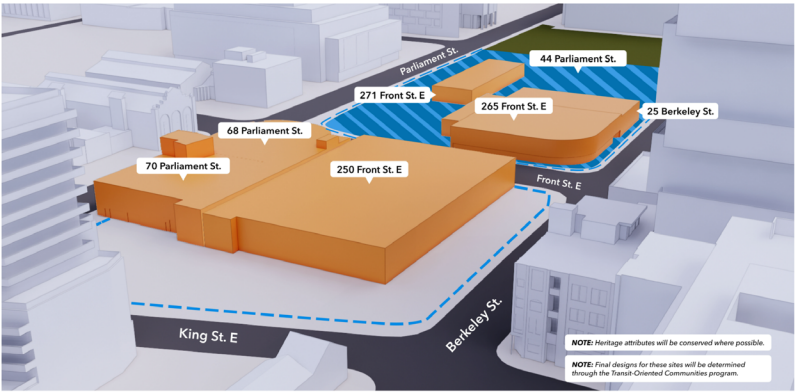 Parliament St.
44 Parliament St.
271 Front St. E
265 Front St. E
25 Berkeley St.
68 Parliament St.
70 Parliament St.
250 Front St. E
Front St. E
King St. E
Berkeley St.
NOTE: Heritage attributes will be conserved where possible.
NOTE: Final designs for these sites will be determined
through the Transit-Oriented Communities program.